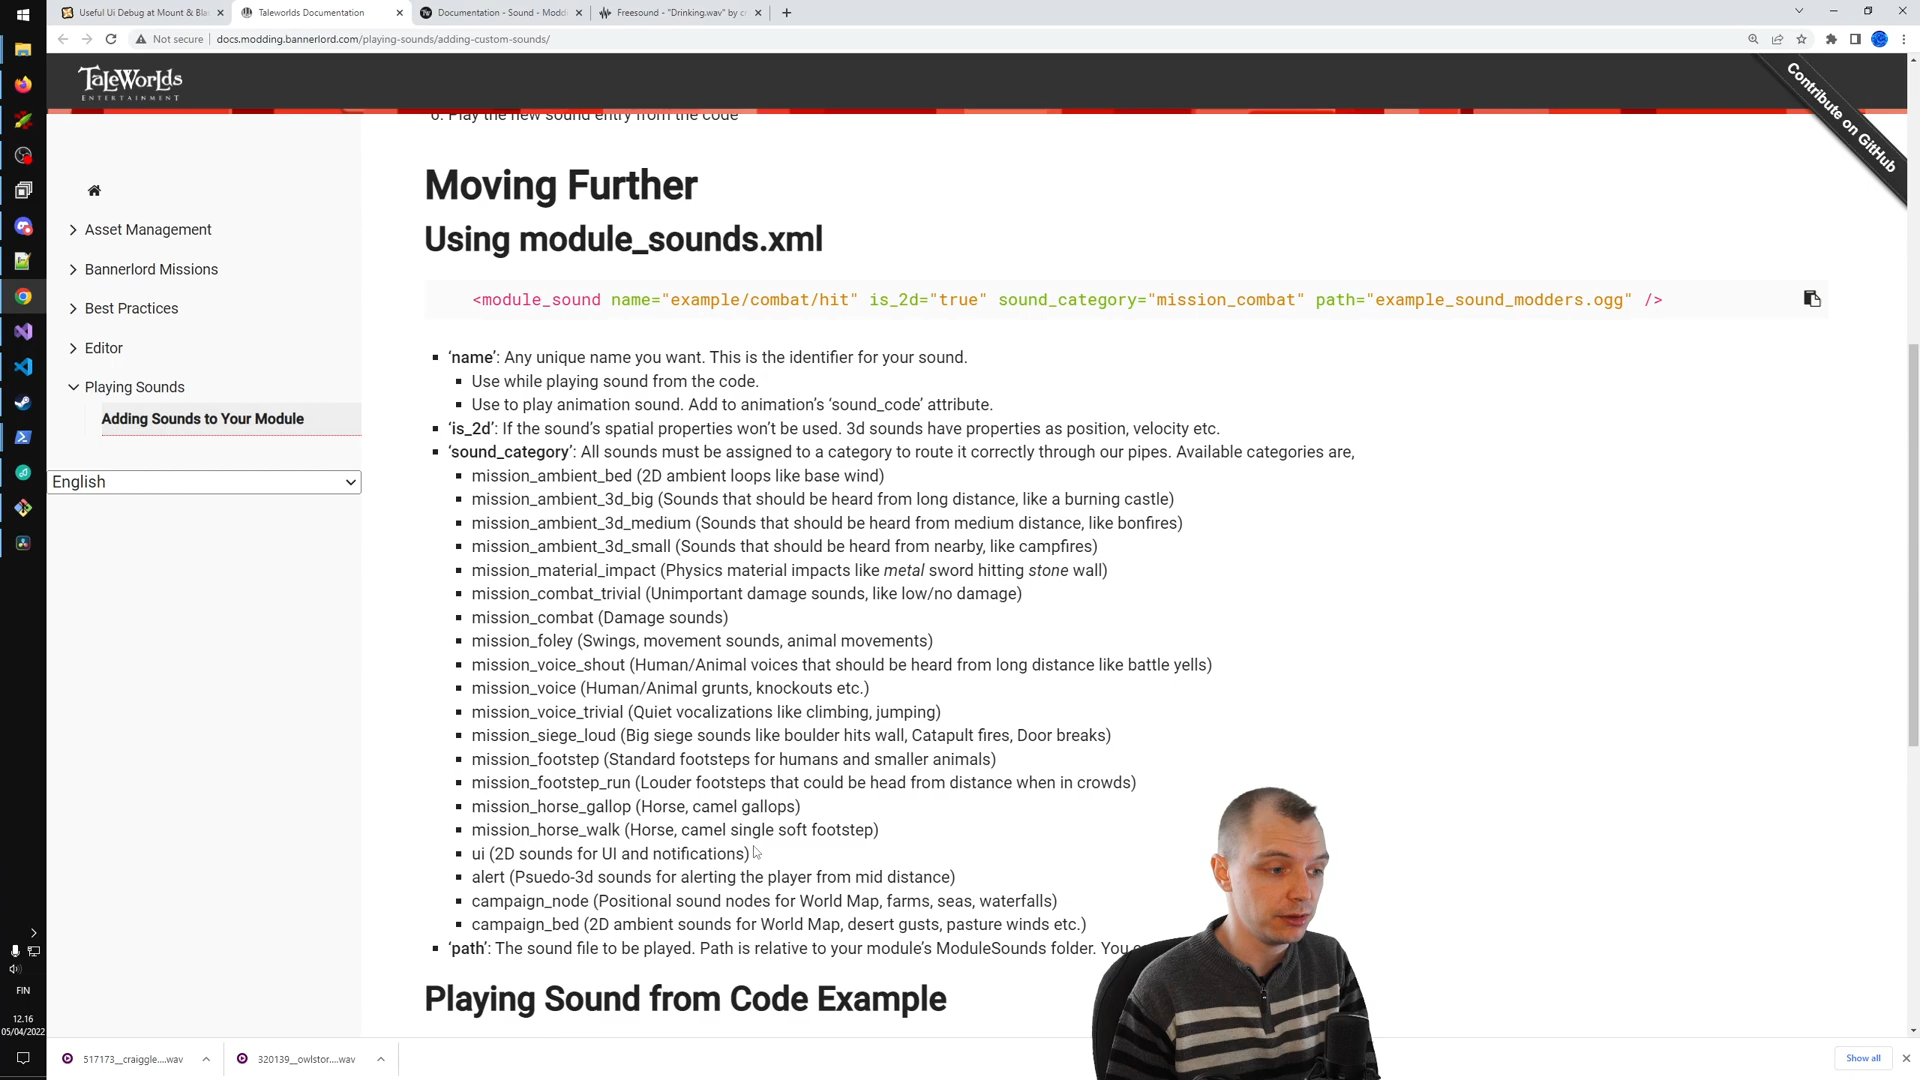 Useful Ui Debug at Mount & Bla
Taleworlds Documentation
Documentation - Sound - Moddi
Freesound - "Drinking.wav" by c
Not secure
docs.modding.bannerlord.com/playing-sounds/adding-custom-sounds/
TALEWORLDS
ENTERTAINMENT
Contribute on GitHub
6. Play the new sound entry from the code
Asset Management
Bannerlord Missions
Best Practices
Editor
Playing Sounds
Adding Sounds to Your Module
English
Moving Further
Using module_sounds.xml
<module_sound name="example/combat/hit" is_2d="true" sound_category="mission_combat" path="example_sound_modders.ogg" />
‘name’: Any unique name you want. This is the identifier for your sound.
Use while playing sound from the code.
Use to play animation sound. Add to animation’s ‘sound_code’ attribute.
‘is_2d’: If the sound’s spatial properties won’t be used. 3d sounds have properties as position, velocity etc.
‘sound_category’: All sounds must be assigned to a category to route it correctly through our pipes. Available categories are,
mission_ambient_bed (2D ambient loops like base wind)
mission_ambient_3d_big (Sounds that should be heard from long distance, like a burning castle)
mission_ambient_3d_medium (Sounds that should be heard from medium distance, like bonfires)
mission_ambient_3d_small (Sounds that should be heard from nearby, like campfires)
mission_material_impact (Physics material impacts like metal sword hitting stone wall)
mission_combat_trivial (Unimportant damage sounds, like low/no damage)
mission_combat (Damage sounds)
mission_foley (Swings, movement sounds, animal movements)
mission_voice_shout (Human/Animal voices that should be heard from long distance like battle yells)
mission_voice (Human/Animal grunts, knockouts etc.)
mission_voice_trivial (Quiet vocalizations like climbing, jumping)
mission_siege_loud (Big siege sounds like boulder hits wall, Catapult fires, Door breaks)
mission_footstep (Standard footsteps for humans and smaller animals)
mission_footstep_run (Louder footsteps that could be head from distance when in crowds)
mission_horse_gallop (Horse, camel gallops)
mission_horse_walk (Horse, camel single soft footstep)
ui (2D sounds for UI and notifications)
alert (Psuedo-3d sounds for alerting the player from mid distance)
campaign_node (Positional sound nodes for World Map, farms, seas, waterfalls)
campaign_bed (2D ambient sounds for World Map, desert gusts, pasture winds etc.)
‘path’: The sound file to be played. Path is relative to your module’s ModuleSounds folder. You
Playing Sound from Code Example
FIN
12.16
05/04/2022
517173__craiggle....wav
320139__owlstor....wav
Show all